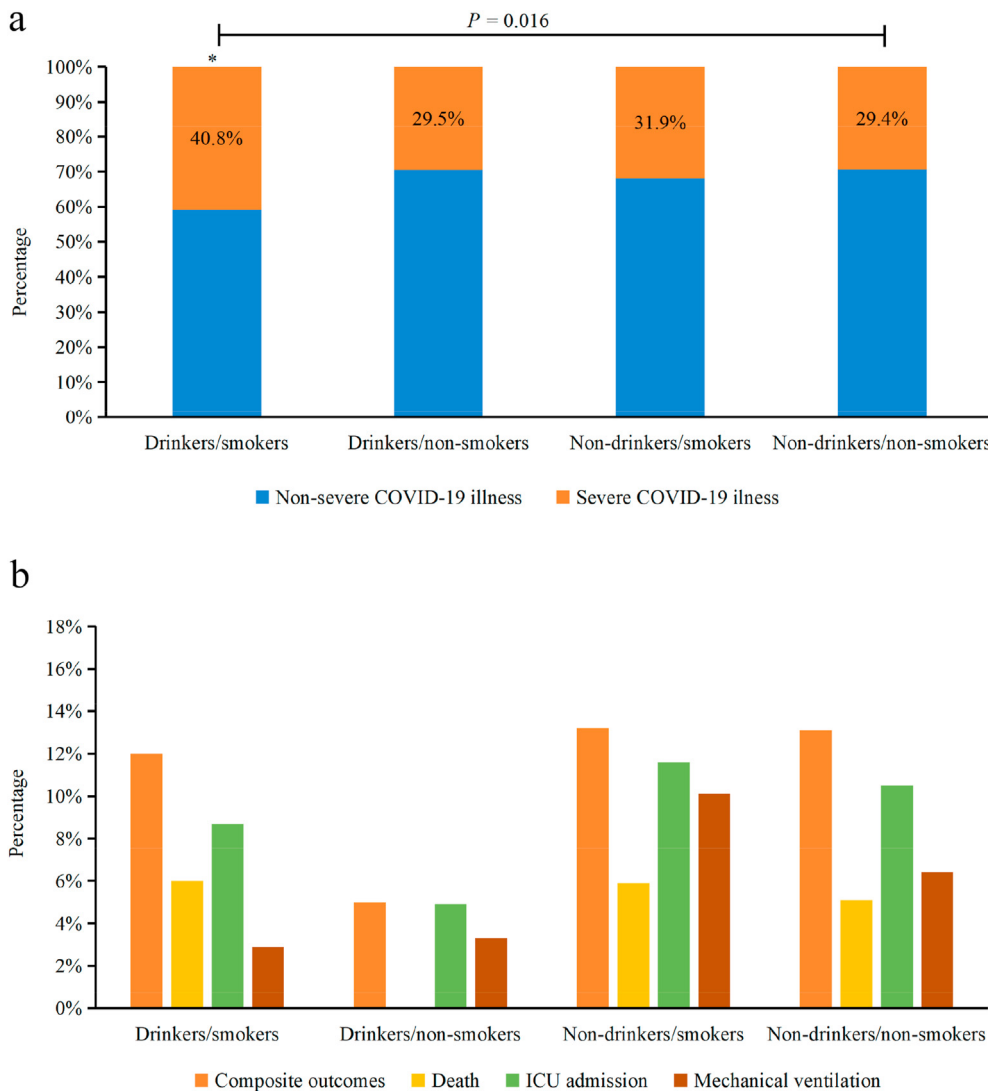 a
P = 0.016
*
100%
90%
80%
70%
60%
50%
40%
30%
20%
10%
0%
Percentage
40.8%
29.5%
31.9%
29.4%
Drinkers/smokers
Drinkers/non-smokers
Non-drinkers/smokers
Non-drinkers/non-smokers
Non-severe COVID-19 illness
Severe COVID-19 ilness
b
18%
16%
14%
12%
10%
8%
6%
4%
2%
0%
Percentage
Drinkers/smokers
Drinkers/non-smokers
Non-drinkers/smokers
Non-drinkers/non-smokers
Composite outcomes
Death
ICU admission
Mechanical ventilation